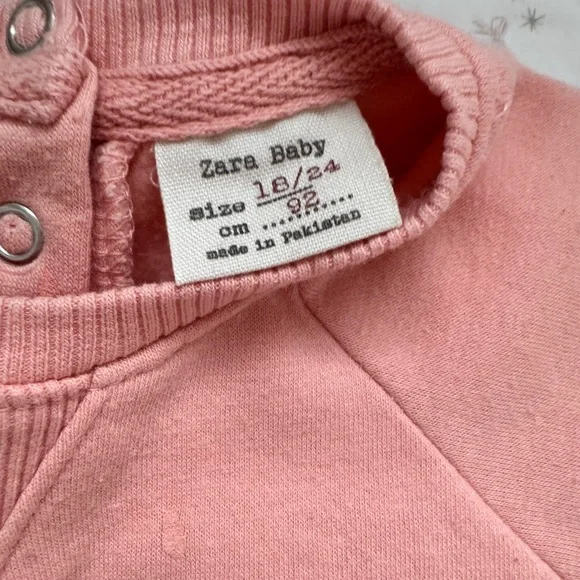 Zara Baby
size 18/24
cm 92
made in Pakistan